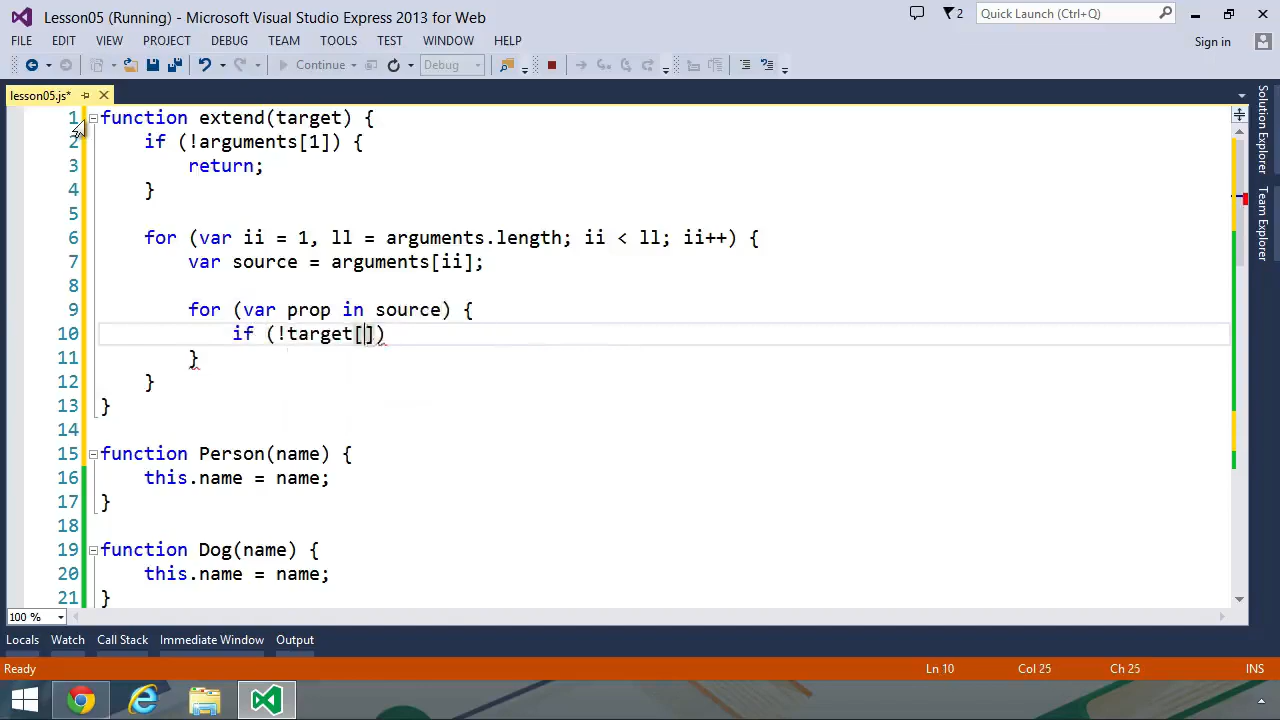 Lesson05 (Running) - Microsoft Visual Studio Express 2013 for Web
2
Quick Launch (Ctrl+Q)
FILE EDIT VIEW PROJECT DEBUG TEAM TOOLS TEST WINDOW HELP
Sign in
Continue
Debug
lesson05.js*
Solution Explorer
Team Explorer
1 function extend(target) {
2 if (!arguments[1]) {
3 return;
4 }
5
6 for (var ii = 1, ll = arguments.length; ii < ll; ii++) {
7 var source = arguments[ii];
8
9 for (var prop in source) {
10 if (!target[])
11 }
12 }
13 }
14
15 function Person(name) {
16 this.name = name;
17 }
18
19 function Dog(name) {
20 this.name = name;
21 }
100 %
Locals Watch Call Stack Immediate Window Output
Ready
Ln 10 Col 25 Ch 25 INS